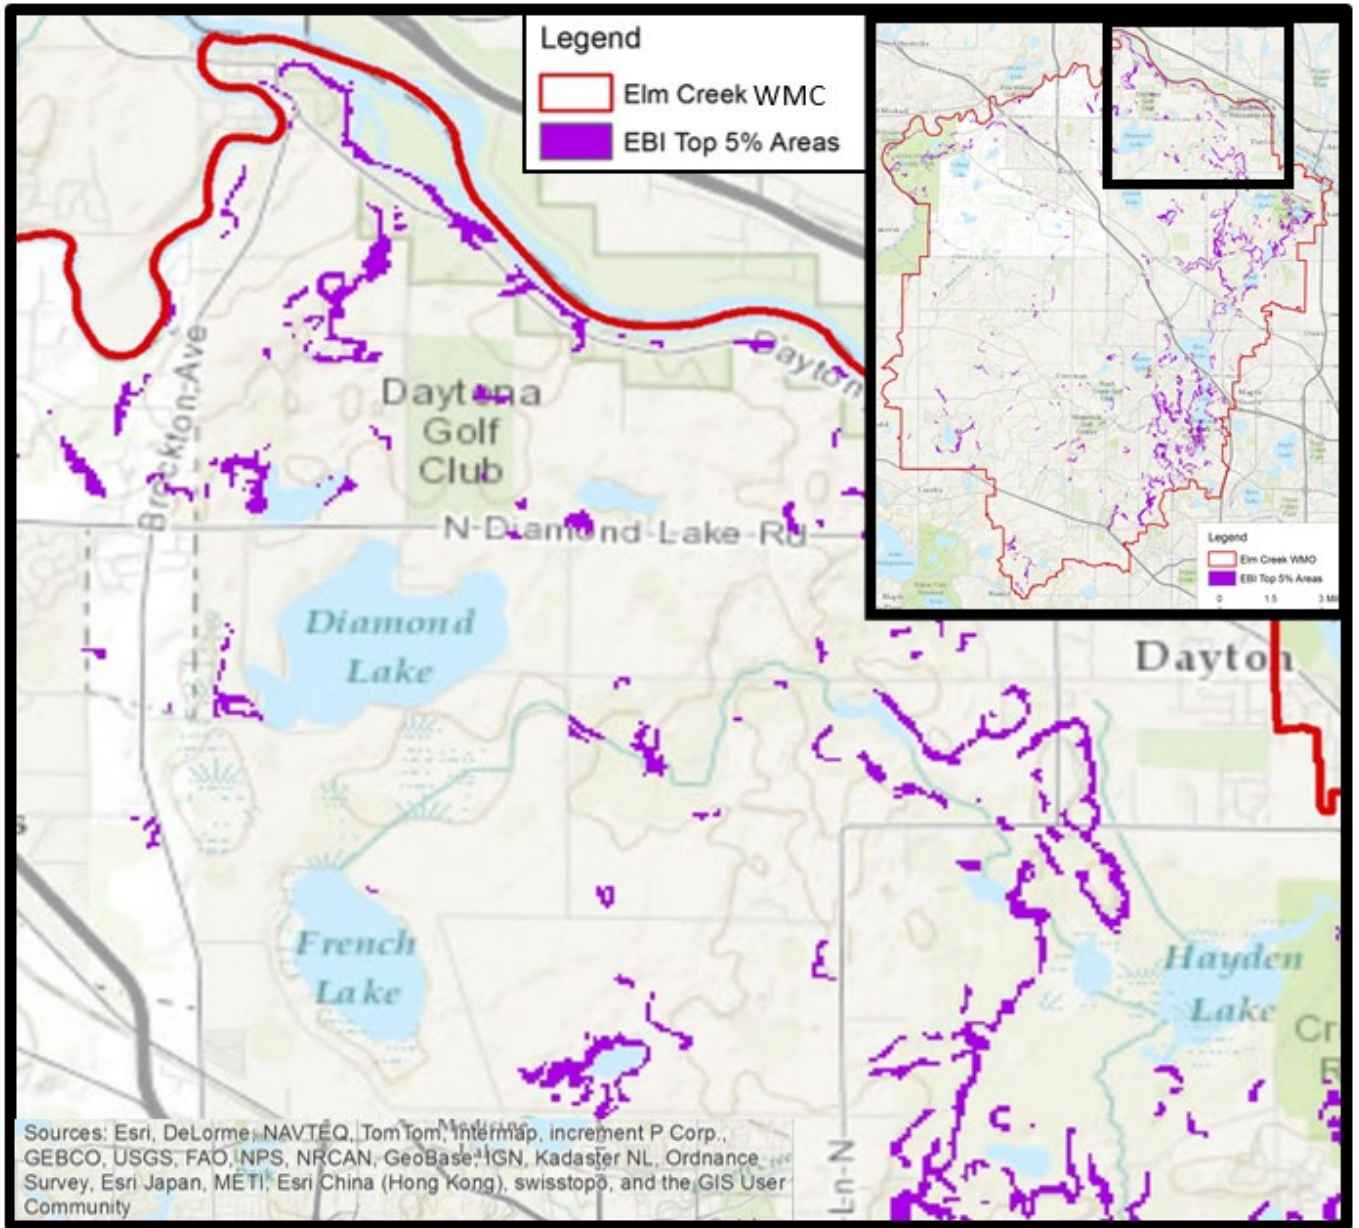 Legend
Elm Creek WMC
EBI Top 5% Areas
Brockton Ave
Daytona
Golf
Club
Dayton
N-Diamond-Lake-Rd
Diamond
Lake
Dayton
French
Lake
Hayden
Lake
Cr
R
s
Ln-N
Medicine
Sources: Esri, DeLorme, NAVTEQ, TomTom, Intermap, increment P Corp.,
GEBCO, USGS, FAO, NPS, NRCAN, GeoBase, IGN, Kadaster NL, Ordnance
Survey, Esri Japan, METI, Esri China (Hong Kong), swisstopo, and the GIS User
Community
Legend
Elm Creek WMO
EBI Top 5% Areas
0 1.5 3 Mi